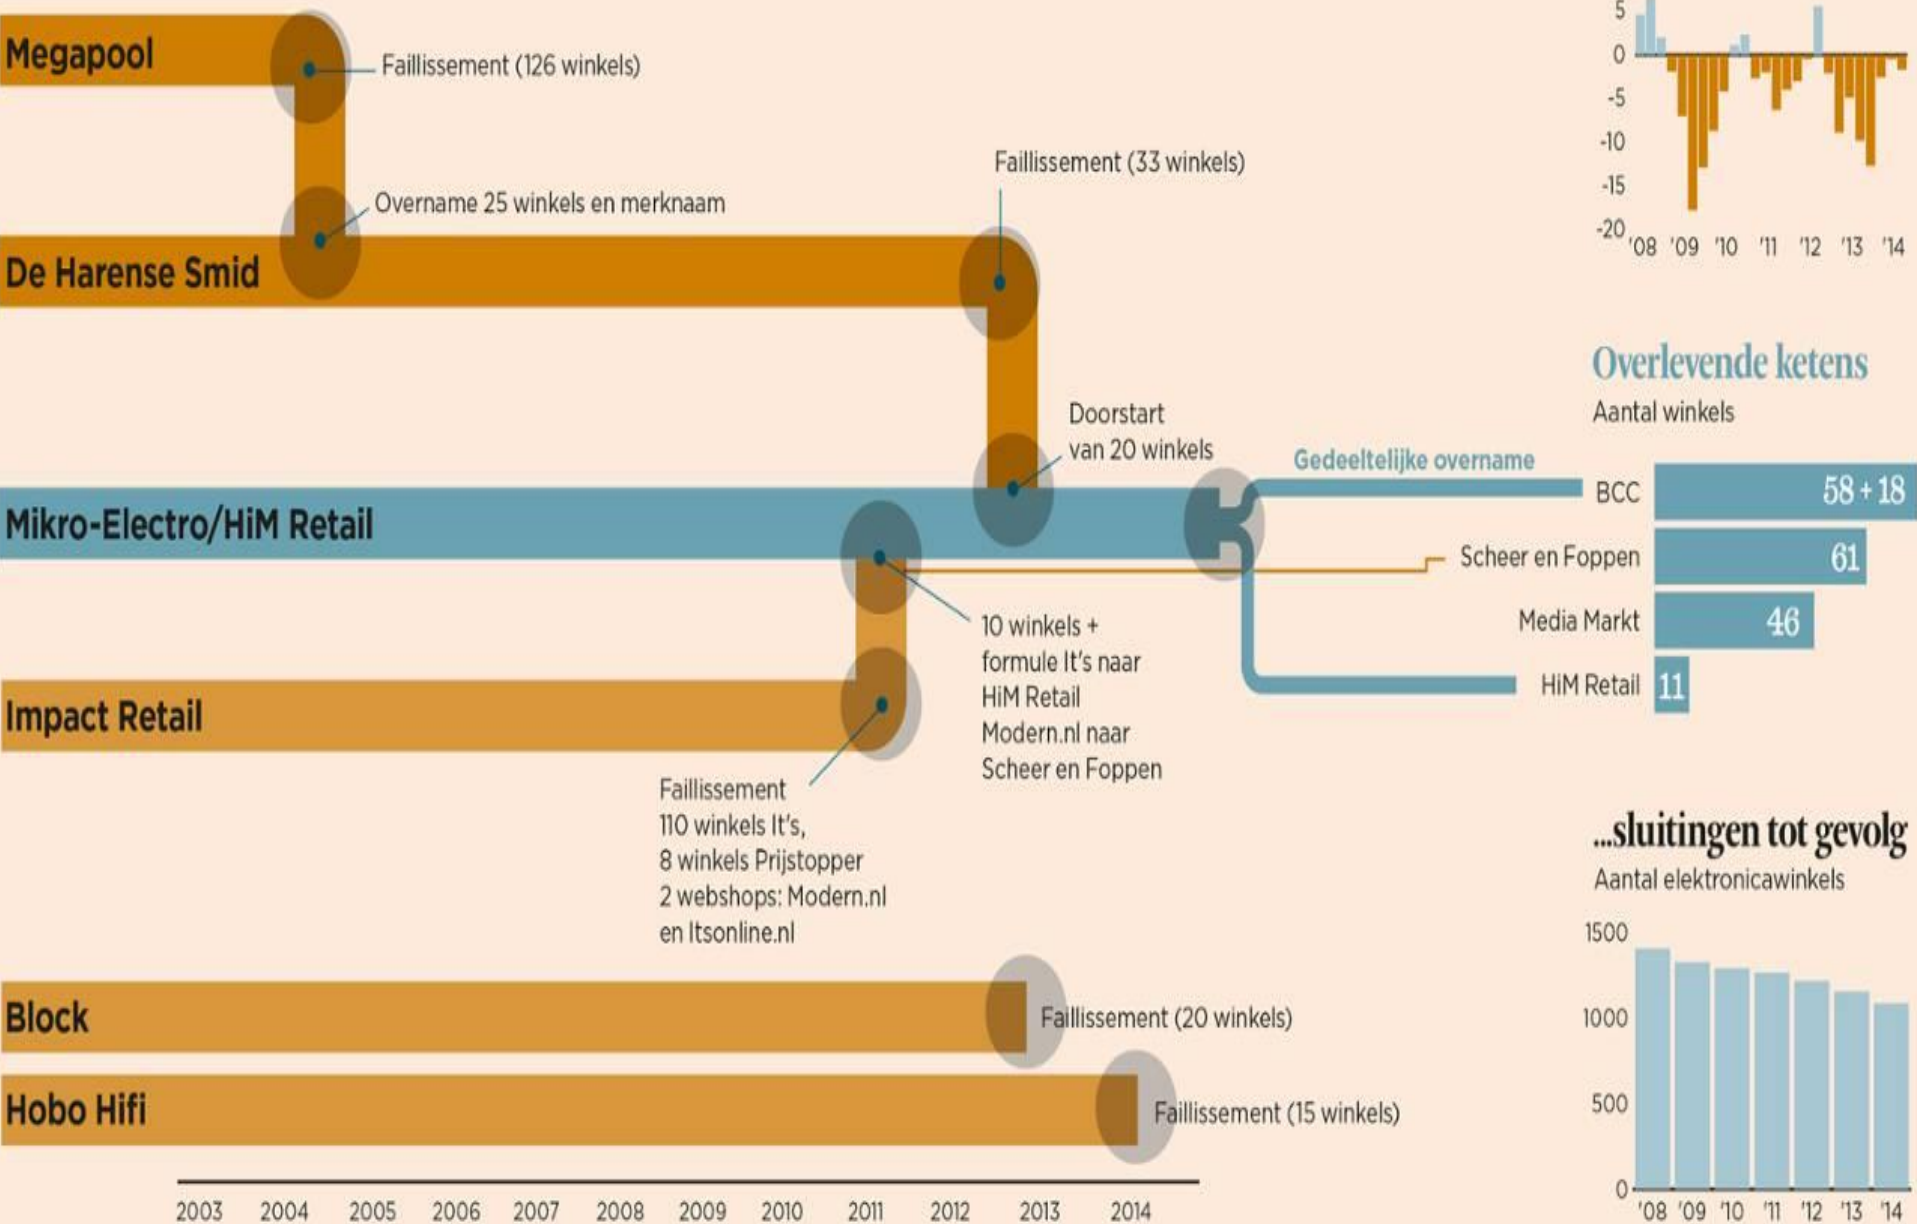 Megapool
Faillissement (126 winkels)
Overname 25 winkels en merknaam
De Harense Smid
Faillissement (33 winkels)
Doorstart
van 20 winkels
Mikro-Electro/HiM Retail
Gedeeltelijke overname
10 winkels +
formule It's naar
HiM Retail
Modern.nl naar
Scheer en Foppen
Impact Retail
Faillissement
110 winkels It's,
8 winkels Prijstopper
2 webshops: Modern.nl
en Itsonline.nl
Block
Faillissement (20 winkels)
Hobo Hifi
Faillissement (15 winkels)
2003 2004 2005 2006 2007 2008 2009 2010 2011 2012 2013 2014
5
0
-5
-10
-15
-20
'08 '09 '10 '11 '12 '13 '14
Overlevende ketens
Aantal winkels
BCC 58 + 18
Scheer en Foppen 61
Media Markt 46
HiM Retail 11
...sluitingen tot gevolg
Aantal elektronicawinkels
1500
1000
500
0
'08 '09 '10 '11 '12 '13 '14